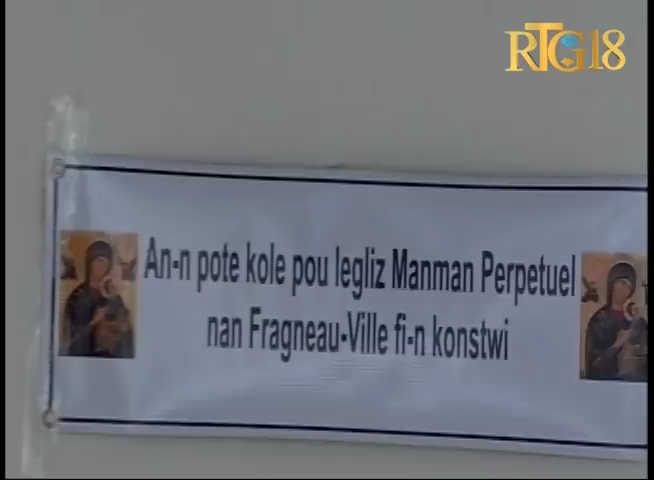 RTG18
An-n pote kole pou legliz Manman Perpetuel
nan Fragneau-Ville fi-n konstwi